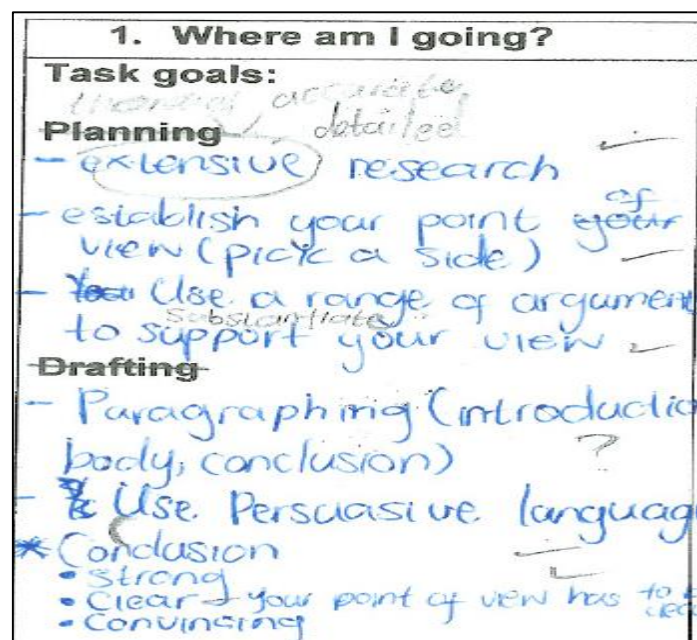 1. Where am I going?
Task goals:
accurate,
Planning detailed
- extensive research
- establish your point your of
view (pick a side)
- You Use a range of argument
substantiate
to support your view
Drafting
- Paragraphing (introductio
body, conclusion) ?
- Use Persuasive languag
* Conclusion
• Strong
• Clear → your point of view has to
• Convincing